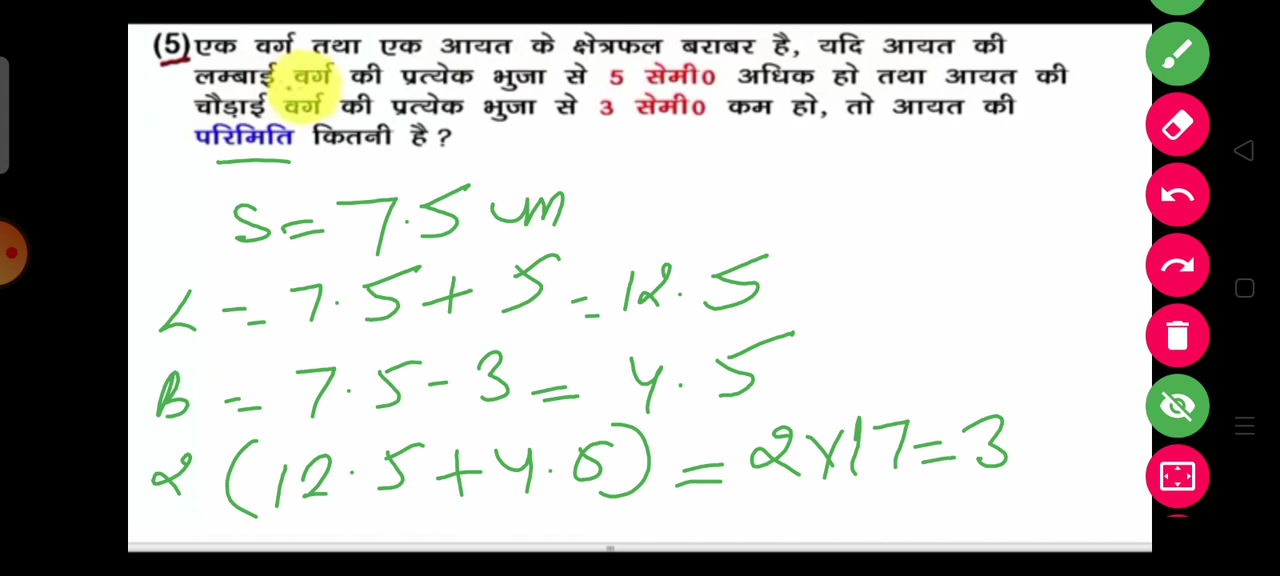 (5) एक वर्ग तथा एक आयत के क्षेत्रफल बराबर है, यदि आयत की
लम्बाई वर्ग की प्रत्येक भुजा से 5 सेमी0 अधिक हो तथा आयत की
चौड़ाई वर्ग की प्रत्येक भुजा से 3 सेमी0 कम हो, तो आयत की
परिमिति कितनी है ?
S = 7.5 cm
L = 7.5 + 5 = 12.5
B = 7.5 - 3 = 4.5
2 (12.5 + 4.5) = 2 × 17 = 3